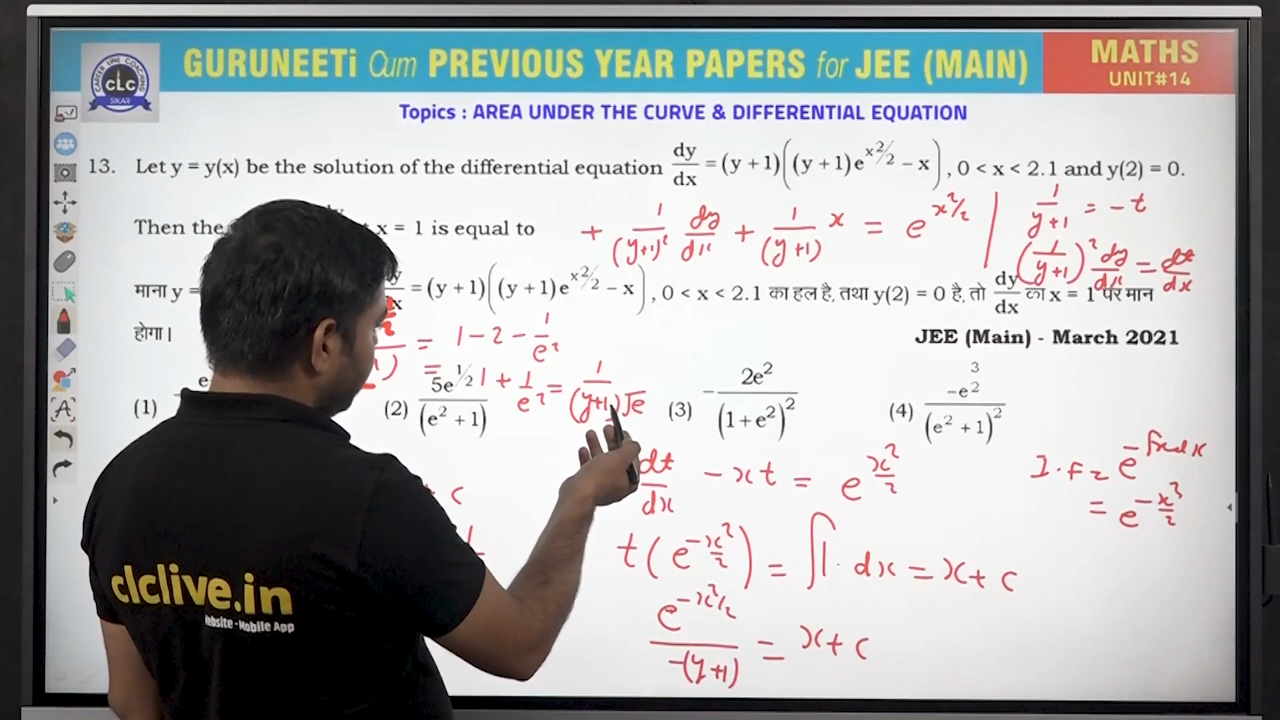 GURUNEETi Cum PREVIOUS YEAR PAPERS for JEE (MAIN)
MATHS
UNIT#14
CLC
SIKAR
Topics : AREA UNDER THE CURVE & DIFFERENTIAL EQUATION
13. Let y = y(x) be the solution of the differential equation dy/dx = (y + 1)((y + 1)e^(x²/2) – x), 0 < x < 2.1 and y(2) = 0.
Then the x = 1 is equal to
+ 1/(y+1)² dy/dx + 1/(y+1) x = e^(x²/2)
1/(y+1) = -t
(1/(y+1))² dy/dx = dt/dx
माना y = = (y + 1)((y + 1)e^(x²/2) – x), 0 < x < 2.1 का हल है, तथा y(2) = 0 है, तो dy/dx का x = 1 पर मान
होगा।
JEE (Main) - March 2021
= 1 - 2 - 1/e²
= 1 + 1/e² = 1/((y+1)√e)
(1)
(2) 5e^(1/2)/(e² + 1)
(3) – 2e²/(1 + e²)²
(4) -e^(3/2)/(e² + 1)²
dt/dx - xt = e^(x²/2)
I.f = e^(-∫x dx)
= e^(-x²/2)
+ c
t(e^(-x²/2)) = ∫1. dx = x + c
e^(-x²/2)/-(y+1) = x + c
clclive.in
Website • Mobile App